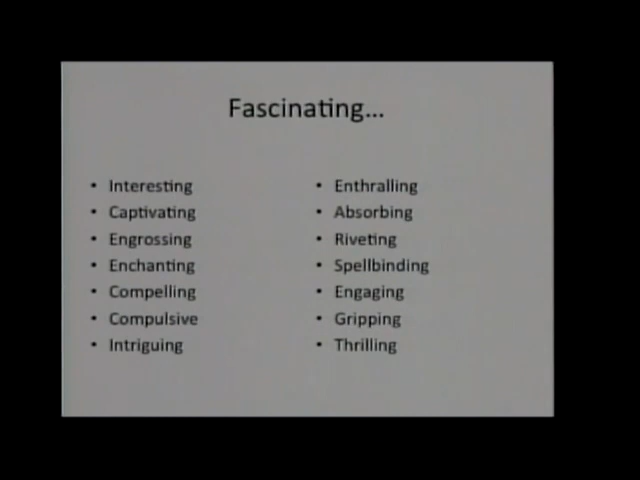 Fascinating...
• Interesting
• Captivating
• Engrossing
• Enchanting
• Compelling
• Compulsive
• Intriguing
• Enthralling
• Absorbing
• Riveting
• Spellbinding
• Engaging
• Gripping
• Thrilling